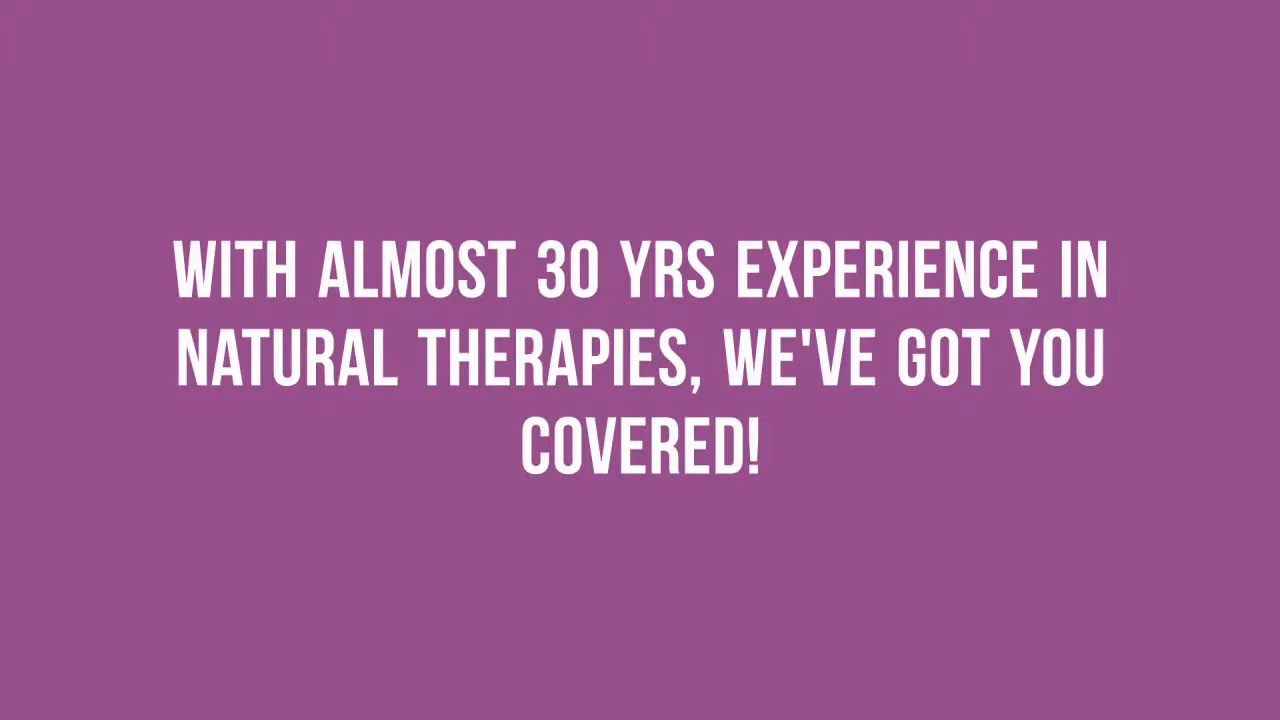 WITH ALMOST 30 YRS EXPERIENCE IN
NATURAL THERAPIES, WE'VE GOT YOU
COVERED!